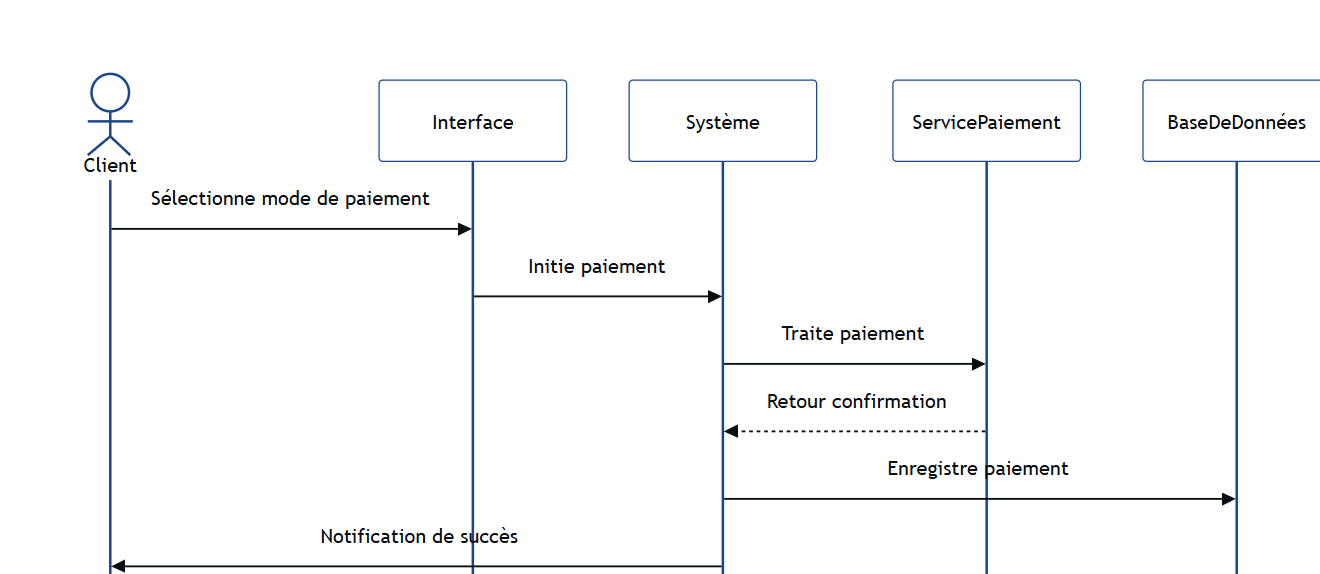 Client
Interface
Système
ServicePaiement
BaseDeDonnées
Sélectionne mode de paiement
Initie paiement
Traite paiement
Retour confirmation
Enregistre paiement
Notification de succès